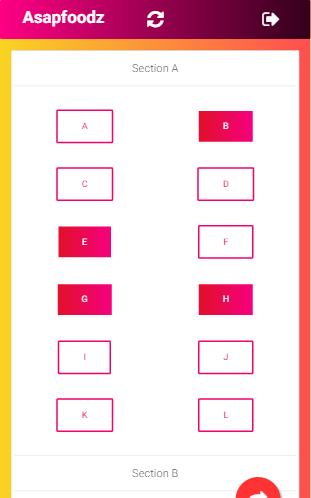 Asapfoodz
Section A
A B
C D
E F
G H
I J
K L
Section B